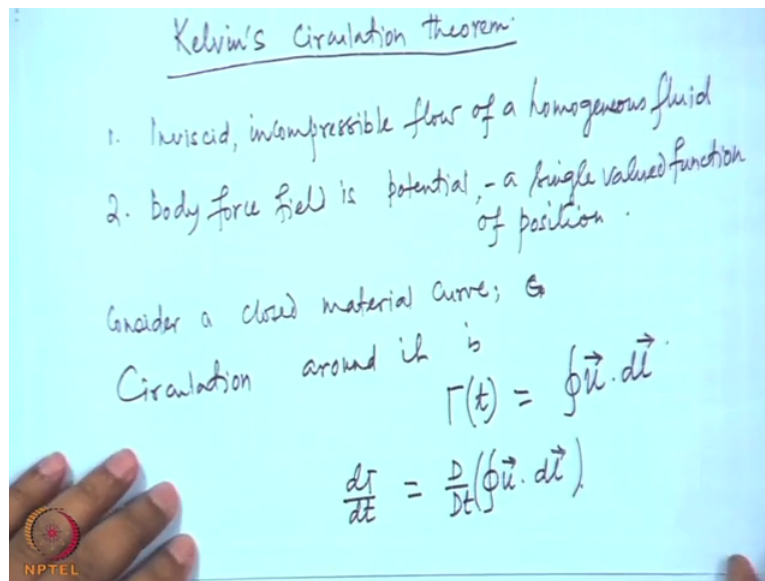 Kelvin's Circulation theorem.
1. Inviscid, incompressible flow of a homogeneous fluid
2. Body force field is potential, - a single valued function
of position.
Consider a closed material curve;
Circulation around it is
Γ(t) = ∮u⃗ . dl⃗.
dΓ/dt = D/Dt (∮u⃗ . dl⃗).
NPTEL